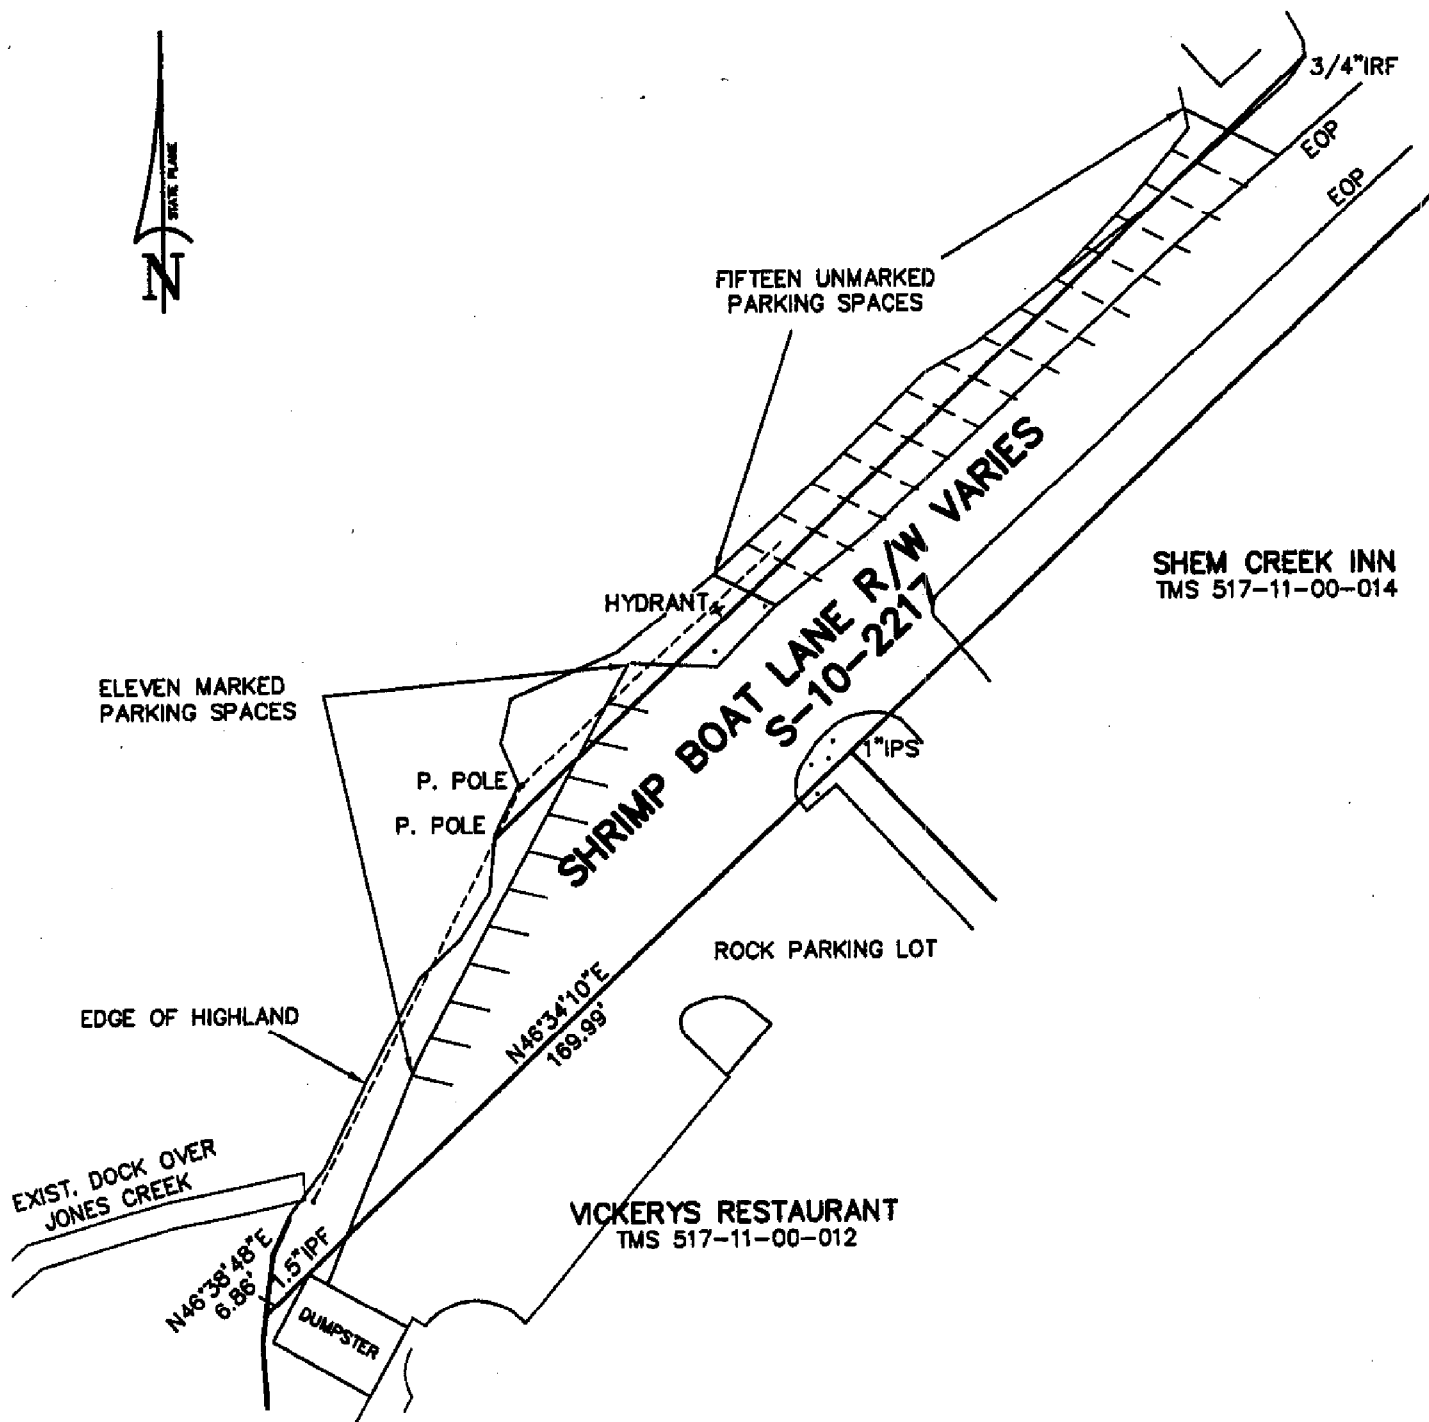 3/4"IRF
EOP
EOP
STATE PLANE
N
FIFTEEN UNMARKED
PARKING SPACES
SHRIMP BOAT LANE R/W VARIES
S-10-2217
SHEM CREEK INN
TMS 517-11-00-014
HYDRANT
ELEVEN MARKED
PARKING SPACES
1"IPS
P. POLE
P. POLE
ROCK PARKING LOT
N46°34'10"E
169.99'
EDGE OF HIGHLAND
EXIST. DOCK OVER
JONES CREEK
VICKERYS RESTAURANT
TMS 517-11-00-012
N46°38'48"E
6.86'
1.5"IPF
DUMPSTER